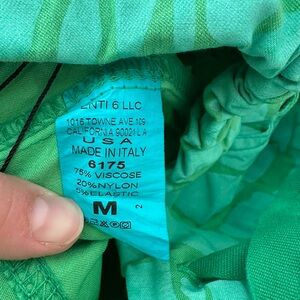 ENTI 6 LLC
1016 TOWNE AVE.109
CALIFORNIA 90021 LA
USA
MADE IN ITALY
6175
75% VISCOSE
20%NYLON
5%ELASTIC
M 2